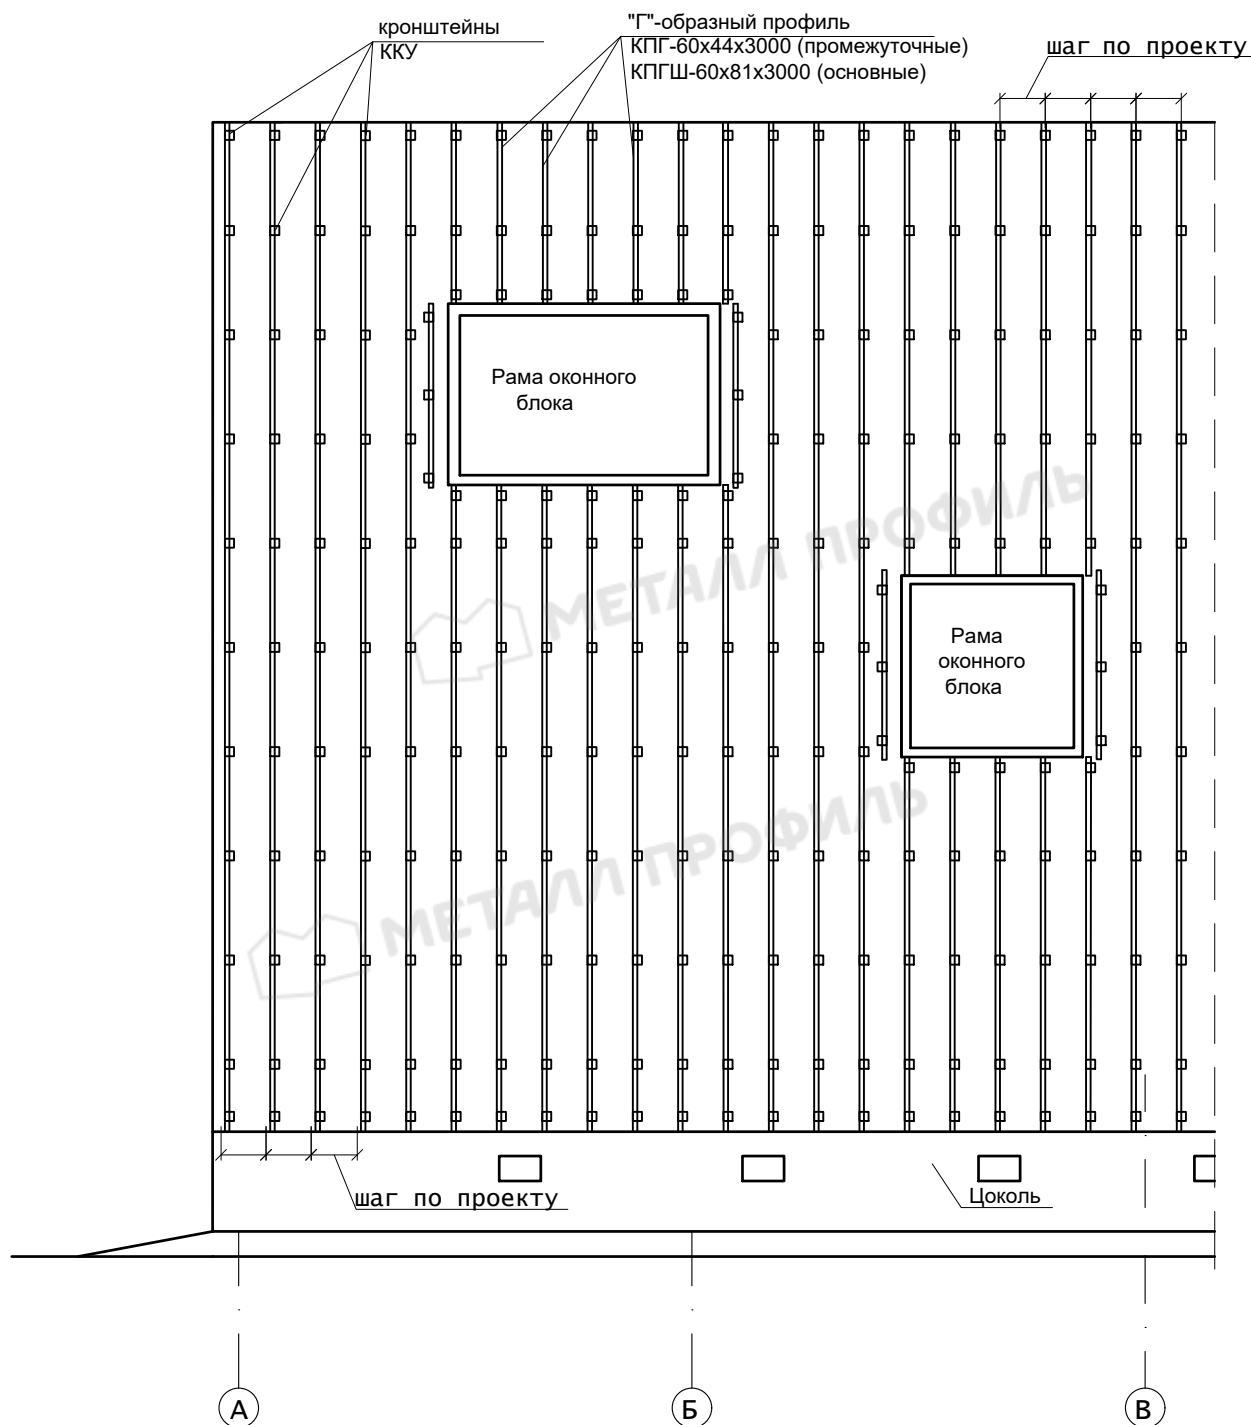 кронштейны
ККУ
"Г"-образный профиль
КПГ-60х44х3000 (промежуточные)
КПГШ-60х81х3000 (основные)
шаг по проекту
Рама оконного
блока
МЕТАЛЛ ПРОФИЛЬ
Рама
оконного
блока
МЕТАЛЛ ПРОФИЛЬ
шаг по проекту
Цоколь
А
Б
В